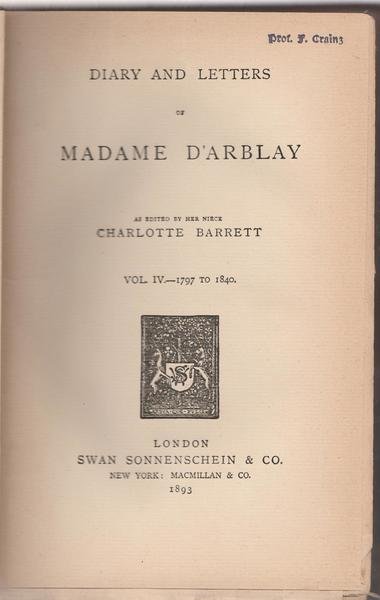 Prof. F. Crainz
DIARY AND LETTERS
OF
MADAME D'ARBLAY
AS EDITED BY HER NIECE
CHARLOTTE BARRETT
VOL. IV.—1797 TO 1840.
LONDON
SWAN SONNENSCHEIN & CO.
NEW YORK: MACMILLAN & CO.
1893